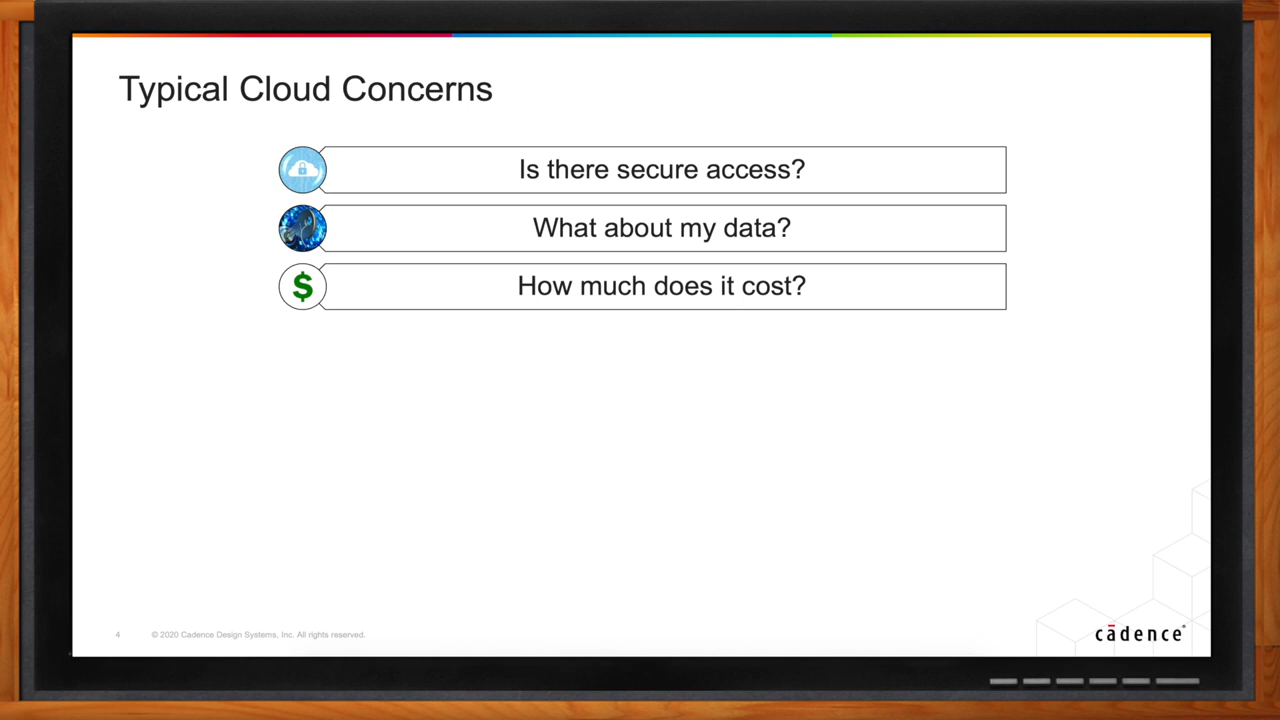 Typical Cloud Concerns
Is there secure access?
What about my data?
$ How much does it cost?
4 © 2020 Cadence Design Systems, Inc. All rights reserved.
cādence®